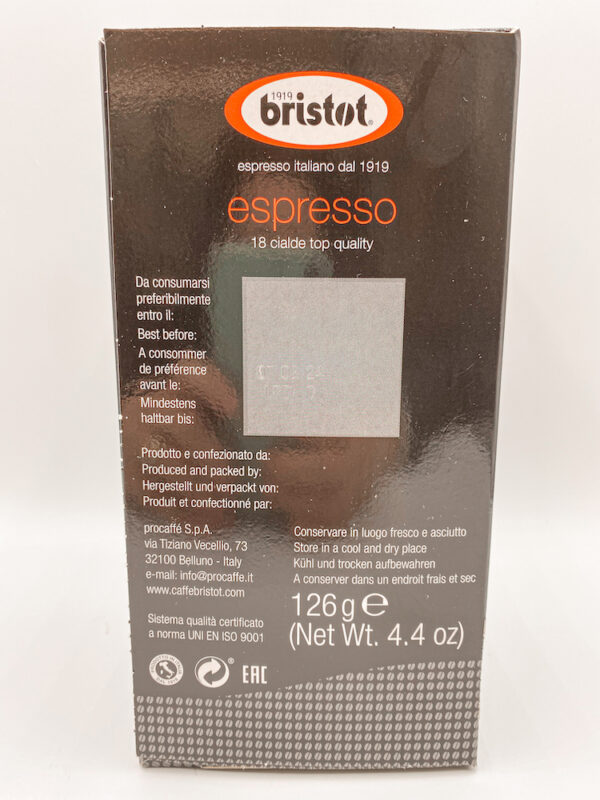 1919
bristot®
espresso italiano dal 1919
espresso
18 cialde top quality
Da consumarsi
preferibilmente
entro il:
Best before:
A consommer
de préférence
avant le:
Mindestens
haltbar bis:
Prodotto e confezionato da:
Produced and packed by:
Hergestellt und verpackt von:
Produit et confectionné par:
procaffé S.p.A.
via Tiziano Vecellio, 73
32100 Belluno - Italy
e-mail: info@procaffe.it
www.caffebristot.com
Sistema qualità certificato
a norma UNI EN ISO 9001
Conservare in luogo fresco e asciutto
Store in a cool and dry place
Kühl und trocken aufbewahren
A conserver dans un endroit frais et sec
126 g ℮
(Net Wt. 4.4 oz)
® EAC